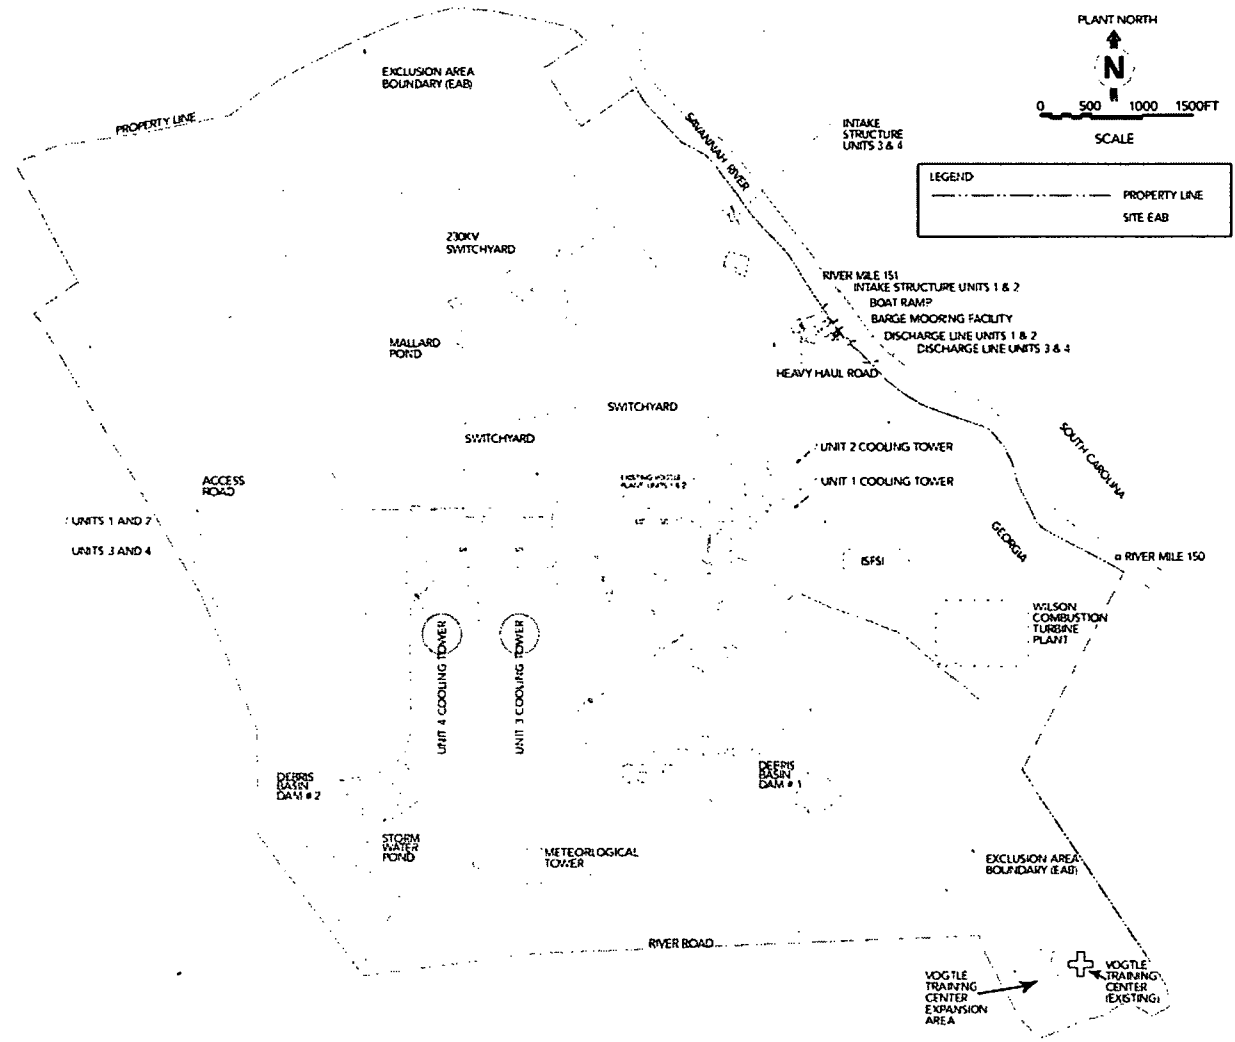 PLANT NORTH
N
0 500 1000 1500FT
SCALE
EXCLUSION AREA
BOUNDARY (EAB)
PROPERTY LINE
SAVANNAH RIVER
INTAKE
STRUCTURE
UNITS 3 & 4
LEGEND
PROPERTY LINE
SITE EAB
230KV
SWITCHYARD
RIVER MILE 151
INTAKE STRUCTURE UNITS 1 & 2
BOAT RAMP
BARGE MOORING FACILITY
DISCHARGE LINE UNITS 1 & 2
DISCHARGE LINE UNITS 3 & 4
MALLARD
POND
HEAVY HAUL ROAD
SWITCHYARD
SWITCHYARD
UNIT 2 COOLING TOWER
SOUTH CAROLINA
ACCESS
ROAD
EXISTING VOGTLE
PLANT UNITS 1 & 2
UNIT 1 COOLING TOWER
UNITS 1 AND 2
UNITS 3 AND 4
GEORGIA
ISFSI
RIVER MILE 150
WILSON
COMBUSTION
TURBINE
PLANT
UNIT 4 COOLING TOWER
UNIT 3 COOLING TOWER
DEBRIS
BASIN
DAM # 2
DEBRIS
BASIN
DAM # 1
STORM
WATER
POND
METEORLOGICAL
TOWER
EXCLUSION AREA
BOUNDARY (EAB)
RIVER ROAD
VOGTLE
TRAINING
CENTER
EXPANSION
AREA
VOGTLE
TRAINING
CENTER
(EXISTING)